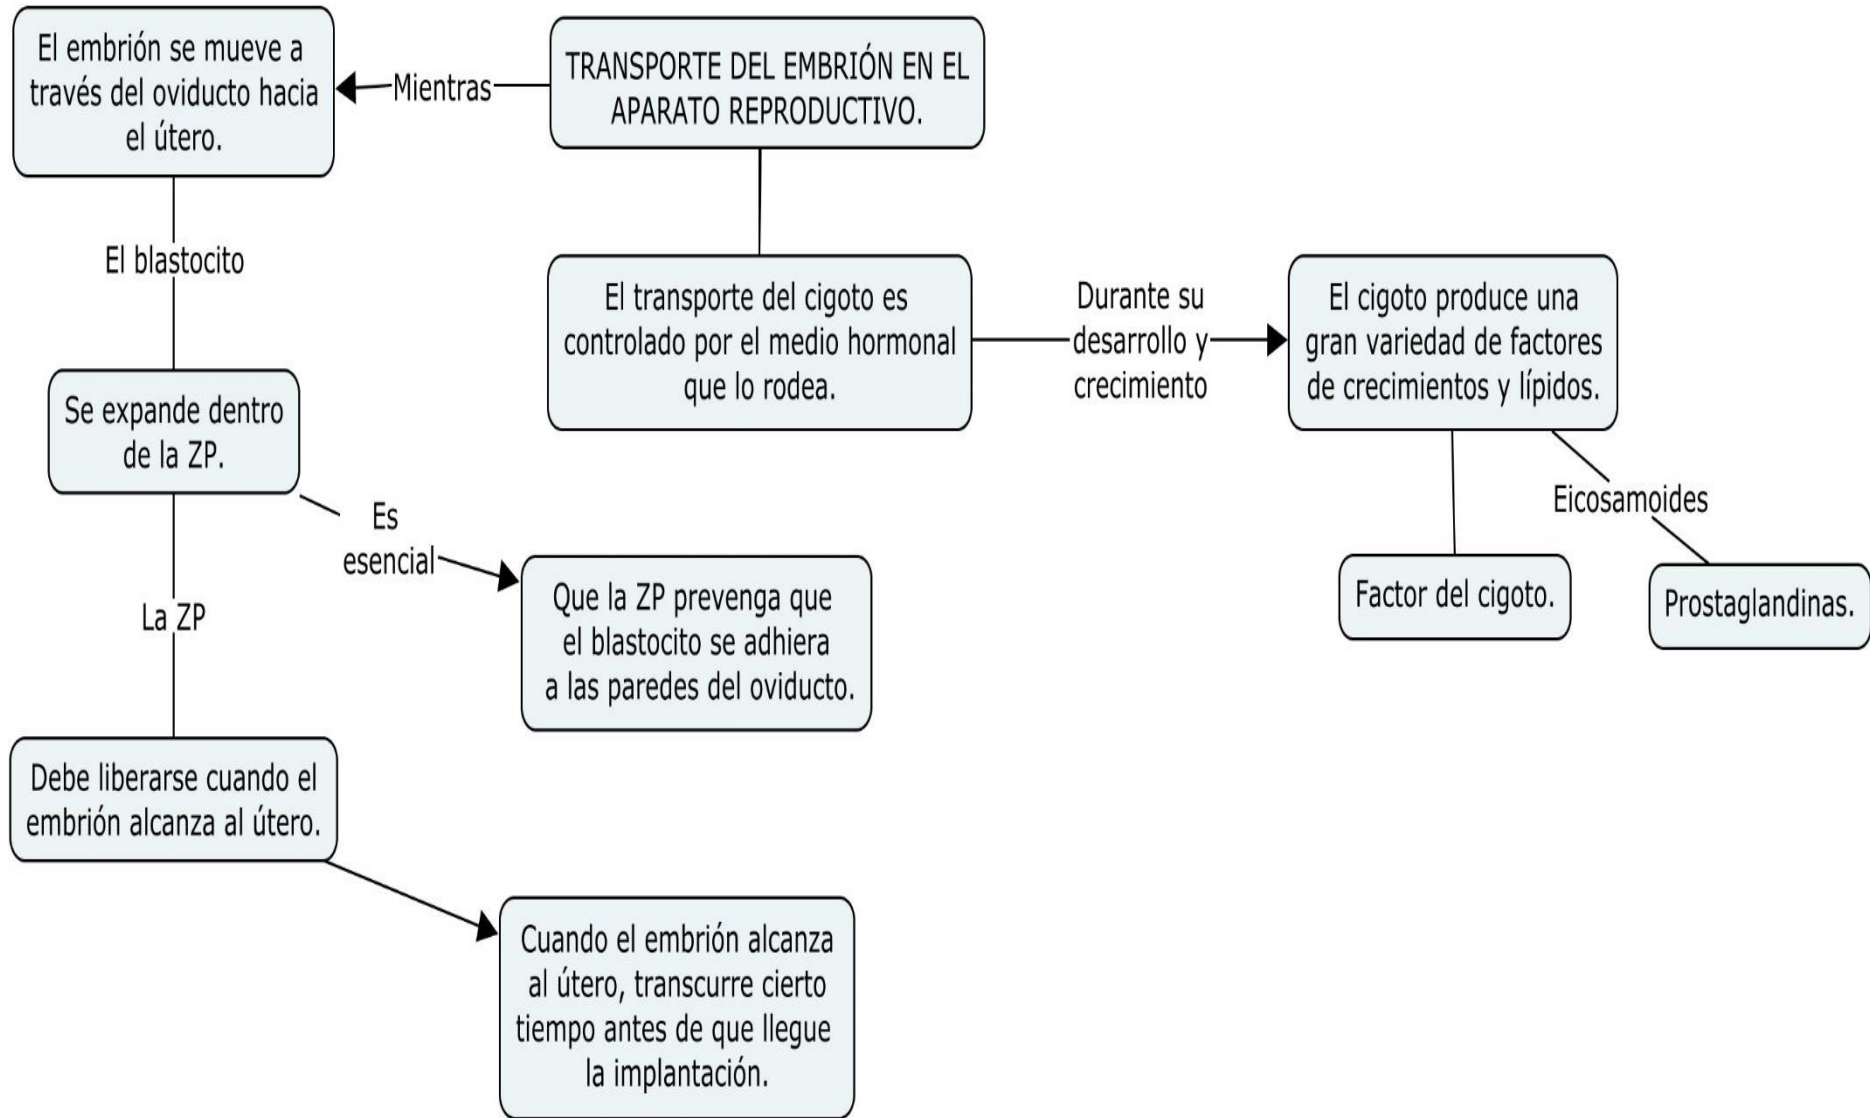 TRANSPORTE DEL EMBRIÓN EN EL
APARATO REPRODUCTIVO.
Mientras
El embrión se mueve a
través del oviducto hacia
el útero.
El blastocito
Se expande dentro
de la ZP.
Es
esencial
Que la ZP prevenga que
el blastocito se adhiera
a las paredes del oviducto.
La ZP
Debe liberarse cuando el
embrión alcanza al útero.
Cuando el embrión alcanza
al útero, transcurre cierto
tiempo antes de que llegue
la implantación.
El transporte del cigoto es
controlado por el medio hormonal
que lo rodea.
Durante su
desarrollo y
crecimiento
El cigoto produce una
gran variedad de factores
de crecimientos y lípidos.
Factor del cigoto.
Eicosamoides
Prostaglandinas.